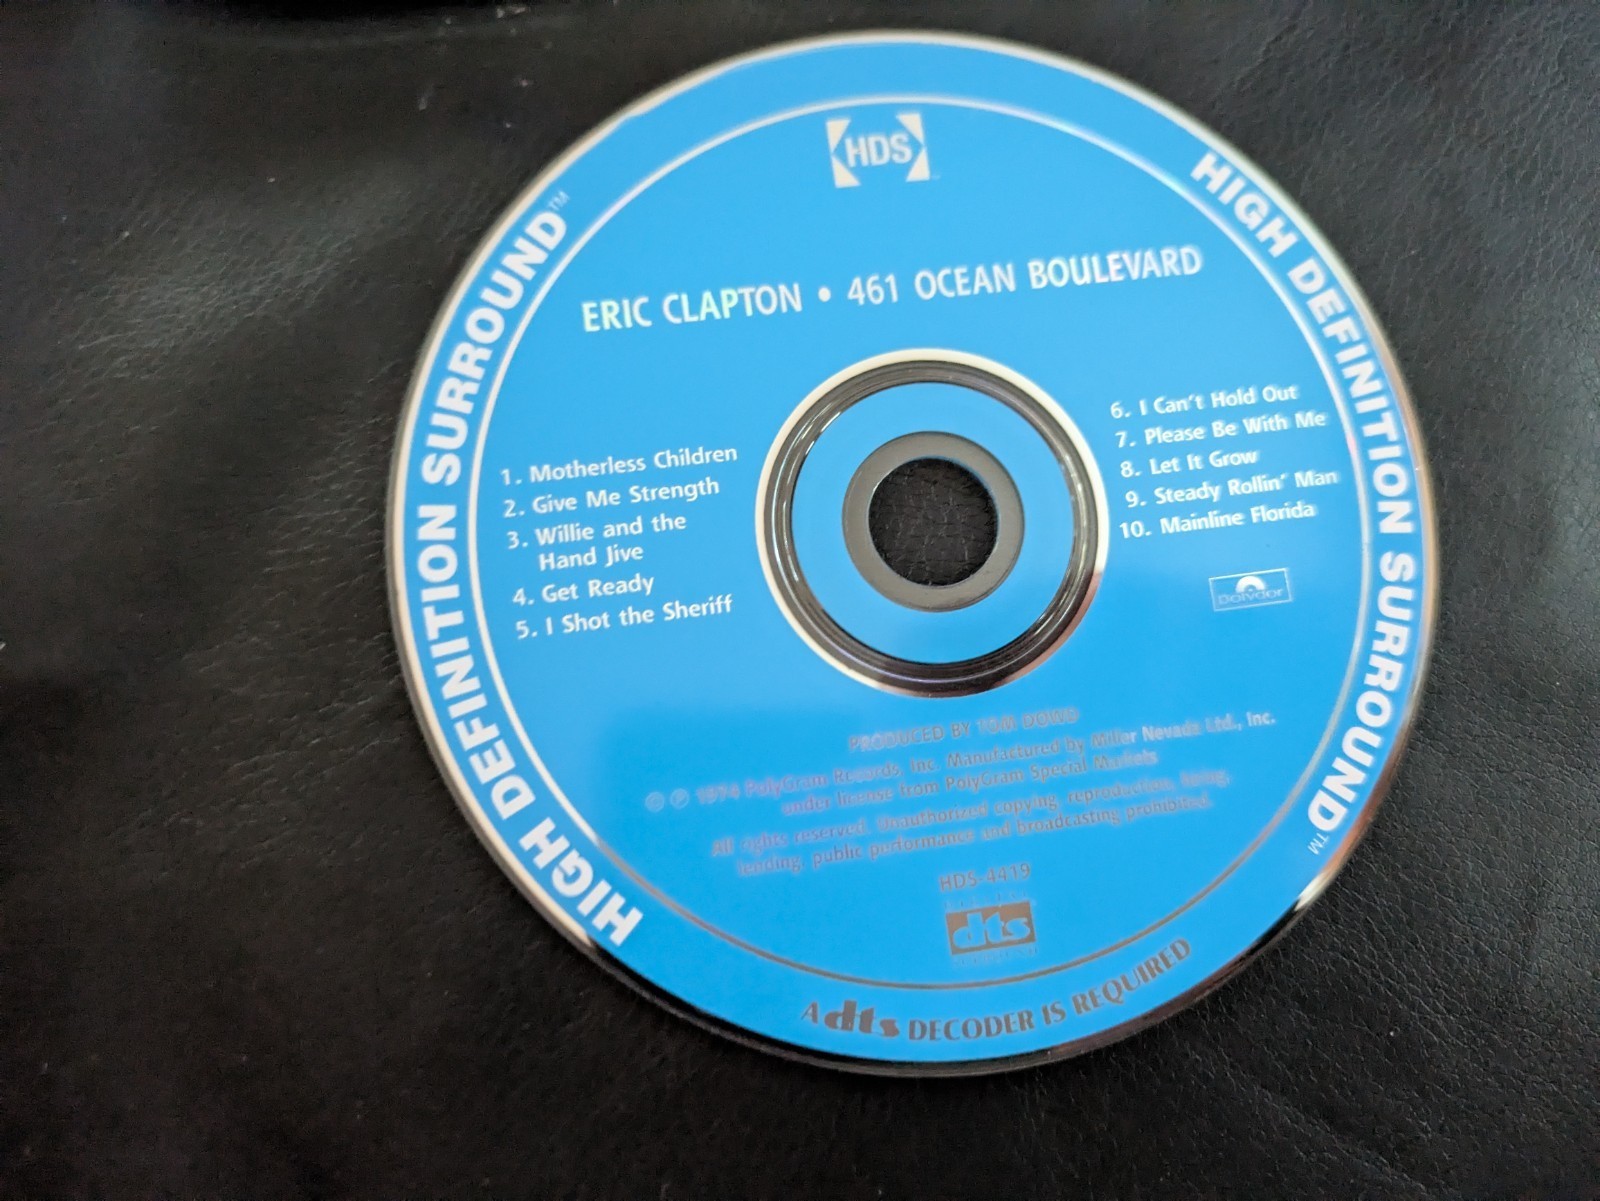 HDS
HIGH DEFINITION SURROUND™
HIGH DEFINITION SURROUND™
ERIC CLAPTON • 461 OCEAN BOULEVARD
1. Motherless Children
2. Give Me Strength
3. Willie and the
Hand Jive
4. Get Ready
5. I Shot the Sheriff
6. I Can't Hold Out
7. Please Be With Me
8. Let It Grow
9. Steady Rollin' Man
10. Mainline Florida
Polydor
PRODUCED BY TOM DOWD
© ℗ 1974 PolyGram Records, Inc Manufactured by Miller Nevada Ltd., Inc.
under license from PolyGram Special Markets
All rights reserved. Unauthorized copying, reproduction, hiring,
lending, public performance and broadcasting prohibited.
HDS-4419
dts
A dts DECODER IS REQUIRED